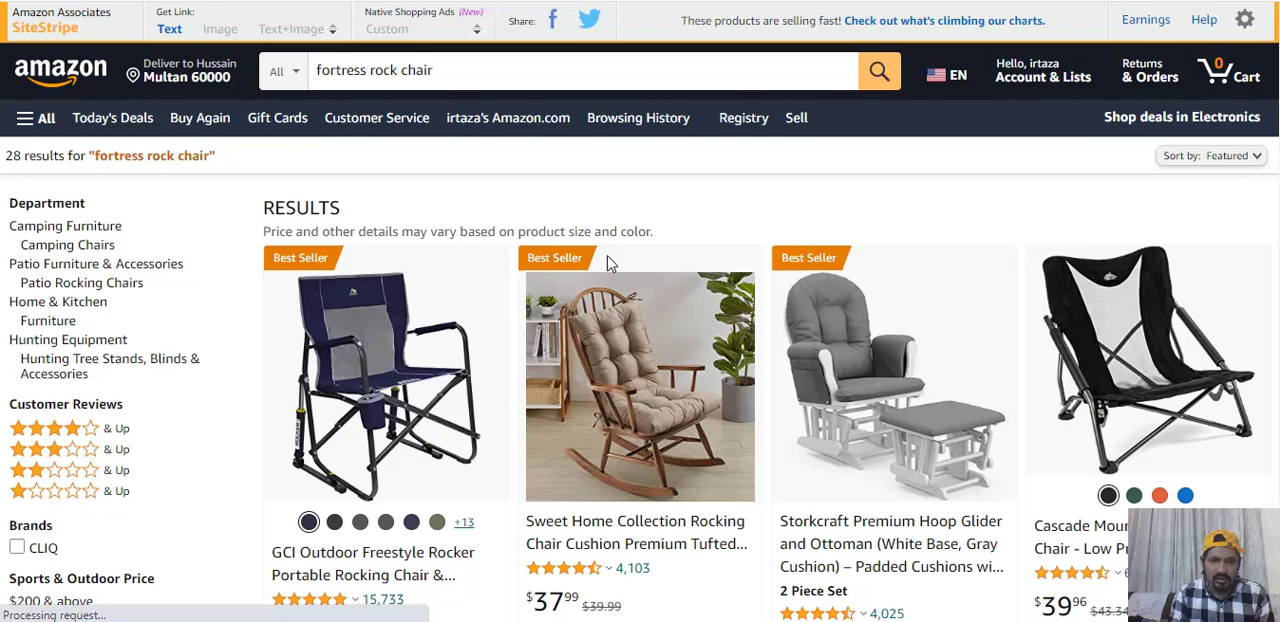 Amazon Associates
SiteStripe
Get Link:
Text Image Text+Image
Native Shopping Ads (New)
Custom
Share:
These products are selling fast! Check out what's climbing our charts.
Earnings Help
amazon
Deliver to Hussain
Multan 60000
All
fortress rock chair
EN
Hello, irtaza
Account & Lists
Returns
& Orders
0
Cart
All Today's Deals Buy Again Gift Cards Customer Service irtaza's Amazon.com Browsing History Registry Sell
Shop deals in Electronics
28 results for "fortress rock chair"
Sort by: Featured
Department
Camping Furniture
Camping Chairs
Patio Furniture & Accessories
Patio Rocking Chairs
Home & Kitchen
Furniture
Hunting Equipment
Hunting Tree Stands, Blinds &
Accessories
Customer Reviews
& Up
& Up
& Up
& Up
Brands
CLIQ
Sports & Outdoor Price
$200 & above
Processing request...
RESULTS
Price and other details may vary based on product size and color.
Best Seller
+13
GCI Outdoor Freestyle Rocker
Portable Rocking Chair &...
15,733
Best Seller
Sweet Home Collection Rocking
Chair Cushion Premium Tufted...
4,103
$37 99 $39.99
Best Seller
Storkcraft Premium Hoop Glider
and Ottoman (White Base, Gray
Cushion) – Padded Cushions wi...
2 Piece Set
4,025
Cascade
Chair - Low
$39 96